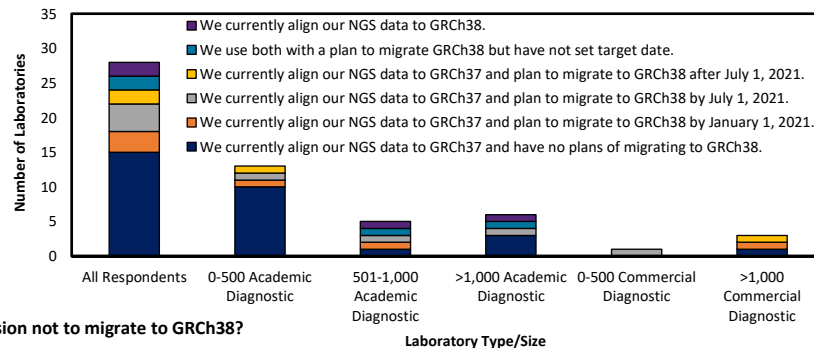 35
30
25
20
15
10
5
0
Number of Laboratories
We currently align our NGS data to GRCh38.
We use both with a plan to migrate GRCh38 but have not set target date.
We currently align our NGS data to GRCh37 and plan to migrate to GRCh38 after July 1, 2021.
We currently align our NGS data to GRCh37 and plan to migrate to GRCh38 by July 1, 2021.
We currently align our NGS data to GRCh37 and plan to migrate to GRCh38 by January 1, 2021.
We currently align our NGS data to GRCh37 and have no plans of migrating to GRCh38.
All Respondents
0-500 Academic
Diagnostic
501-1,000
Academic
Diagnostic
>1,000 Academic
Diagnostic
0-500 Commercial
Diagnostic
>1,000
Commercial
Diagnostic
sion not to migrate to GRCh38?
Laboratory Type/Size